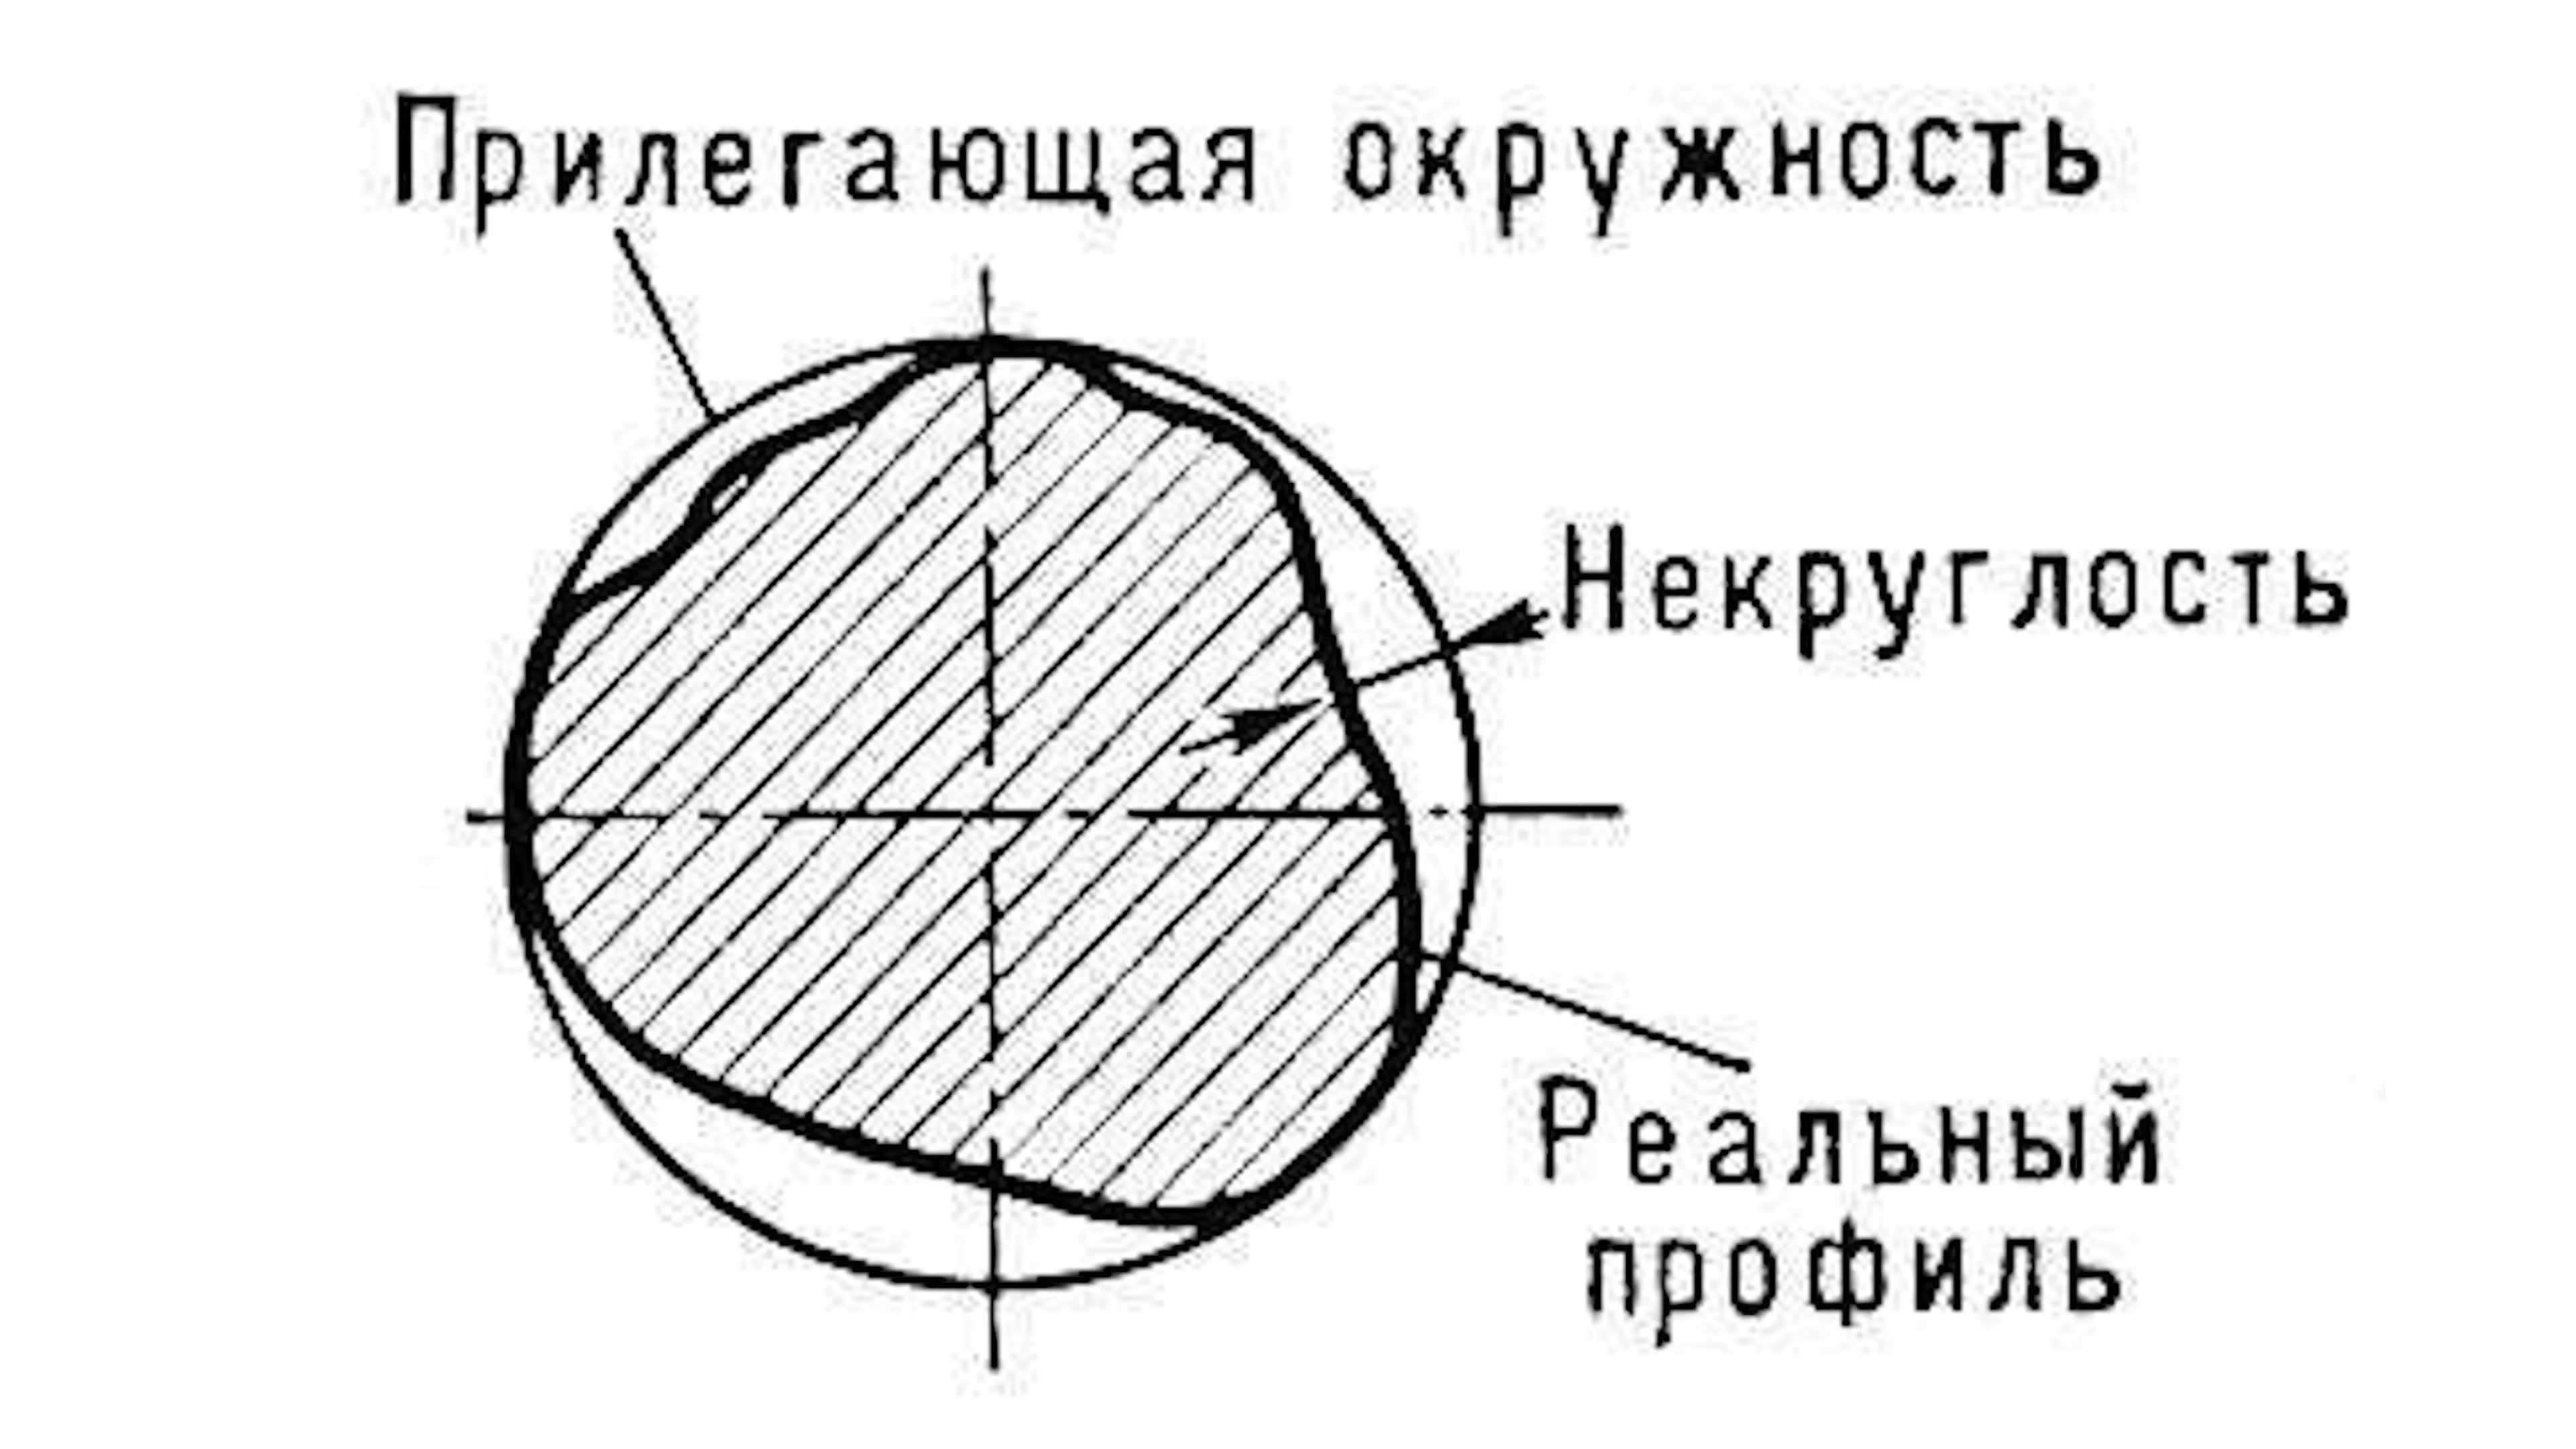 Прилегающая окружность
Некруглость
Реальный
профиль